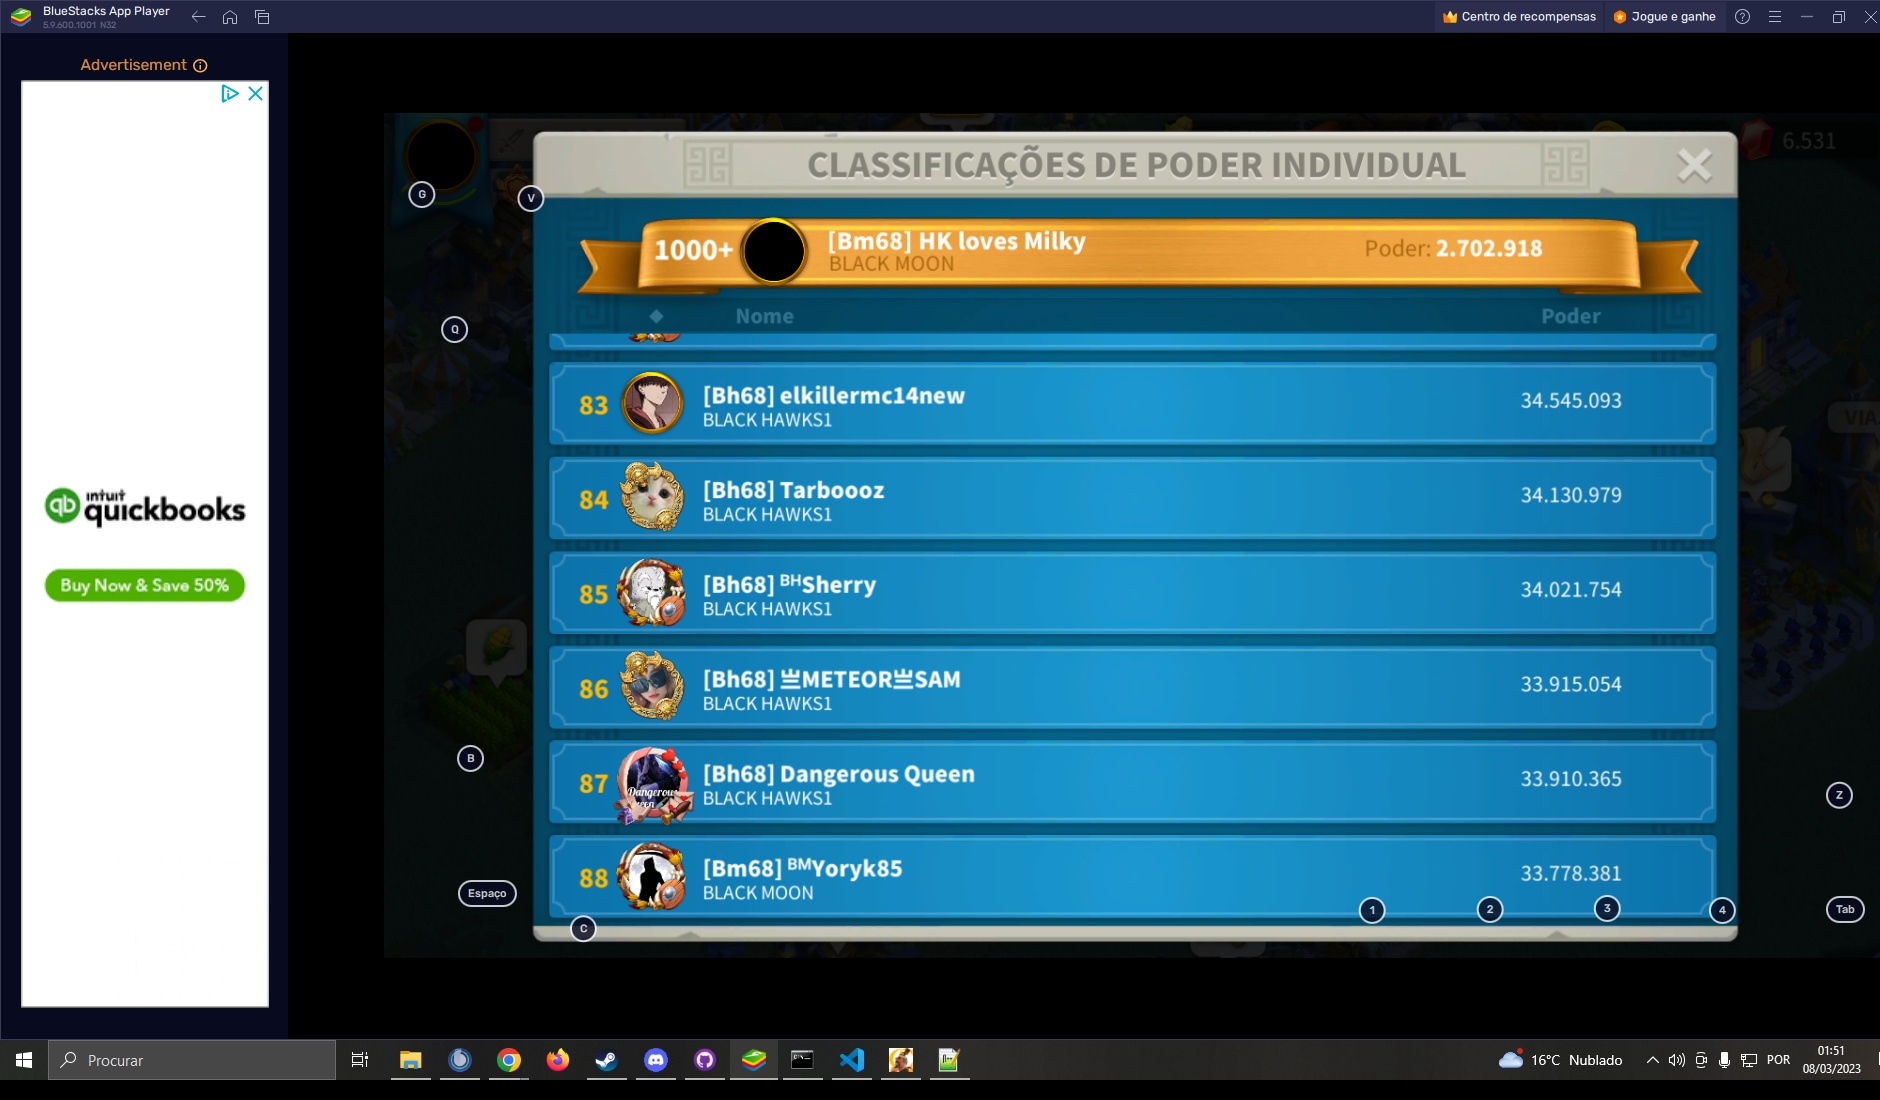 BlueStacks App Player
5.9.600.1001 N32
Centro de recompensas
Jogue e ganhe
Advertisement
intuit
quickbooks
Buy Now & Save 50%
6.531
CLASSIFICAÇÕES DE PODER INDIVIDUAL
G
V
1000+
[Bm68] HK loves Milky
BLACK MOON
Poder: 2.702.918
Nome
Poder
Q
83
[Bh68] elkillermc14new
BLACK HAWKS1
34.545.093
VIA
84
[Bh68] Tarboooz
BLACK HAWKS1
34.130.979
85
[Bh68] ᴮᴴSherry
BLACK HAWKS1
34.021.754
86
[Bh68] 亗METEOR亗SAM
BLACK HAWKS1
33.915.054
B
87
Dangerous
[Bh68] Dangerous Queen
BLACK HAWKS1
33.910.365
Z
88
[Bm68] ᴮᴹYoryk85
BLACK MOON
33.778.381
Espaço
C
1
2
3
4
Tab
Procurar
16°C Nublado
POR
01:51
08/03/2023